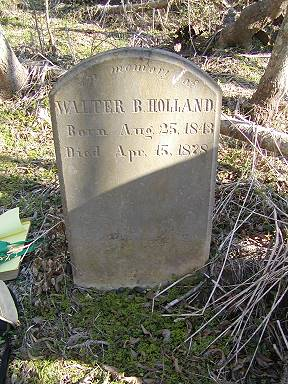 In memory of
WALTER B. HOLLAND.
Born Aug. 25, 1843
Died Apr. 15, 1878.